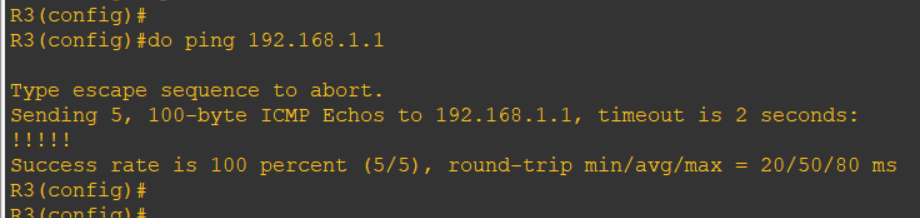 R3(config)#
R3(config)#do ping 192.168.1.1
Type escape sequence to abort.
Sending 5, 100-byte ICMP Echos to 192.168.1.1, timeout is 2 seconds:
!!!!!
Success rate is 100 percent (5/5), round-trip min/avg/max = 20/50/80 ms
R3(config)#
R3(config)#